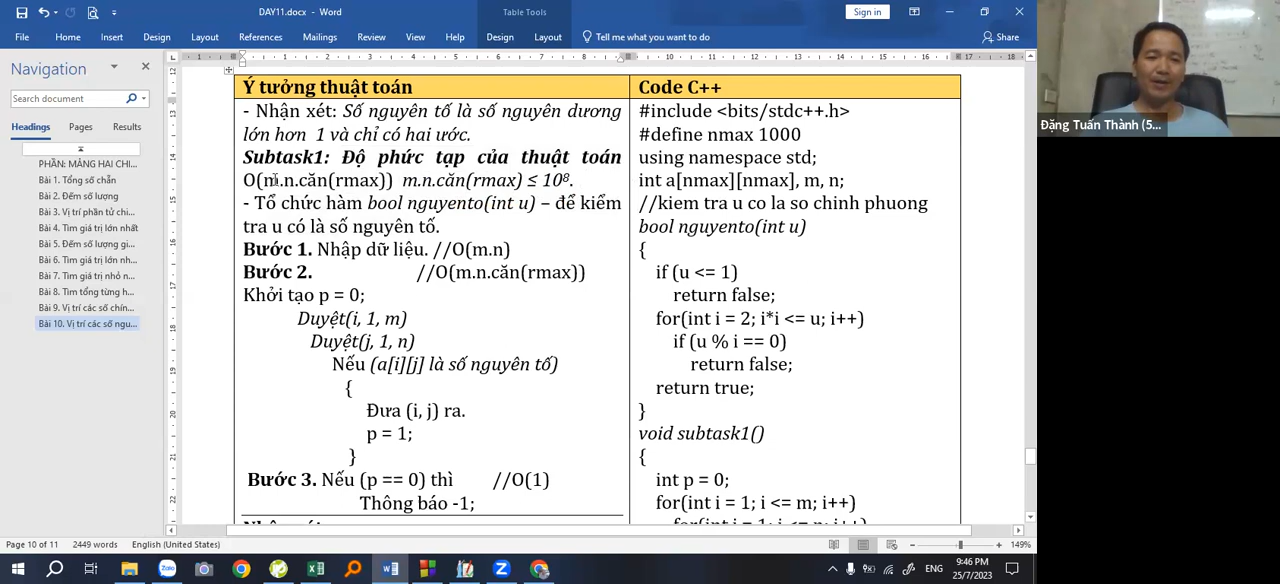 DAY11.docx - Word
Table Tools
Sign in
File Home Insert Design Layout References Mailings Review View Help Design Layout Tell me what you want to do Share
Navigation
Search document
Headings Pages Results
PHẦN: MẢNG HAI CHI...
Bài 1. Tổng số chẵn
Bài 2. Đếm số lượng
Bài 3. Vị trí phần tử chi...
Bài 4. Tìm giá trị lớn nhất
Bài 5. Đếm số lượng gi...
Bài 6. Tìm giá trị lớn nh...
Bài 7. Tìm giá trị nhỏ n...
Bài 8. Tìm tổng từng h...
Bài 9. Vị trí các số chín...
Bài 10. Vị trí các số ngu...
Ý tưởng thuật toán
- Nhận xét: Số nguyên tố là số nguyên dương
lớn hơn 1 và chỉ có hai ước.
Subtask1: Độ phức tạp của thuật toán
O(m.n.căn(rmax)) m.n.căn(rmax) ≤ 10⁸.
- Tổ chức hàm bool nguyento(int u) – để kiểm
tra u có là số nguyên tố.
Bước 1. Nhập dữ liệu. //O(m.n)
Bước 2. //O(m.n.căn(rmax))
Khởi tạo p = 0;
Duyệt(i, 1, m)
Duyệt(j, 1, n)
Nếu (a[i][j] là số nguyên tố)
{
Đưa (i, j) ra.
p = 1;
}
Bước 3. Nếu (p == 0) thì //O(1)
Thông báo -1;
Code C++
#include <bits/stdc++.h>
#define nmax 1000
using namespace std;
int a[nmax][nmax], m, n;
//kiem tra u co la so chinh phuong
bool nguyento(int u)
{
if (u <= 1)
return false;
for(int i = 2; i*i <= u; i++)
if (u % i == 0)
return false;
return true;
}
void subtask1()
{
int p = 0;
for(int i = 1; i <= m; i++)
Đặng Tuấn Thành (5...
Page 10 of 11 2449 words English (United States) 149%
ENG
9:46 PM
25/7/2023